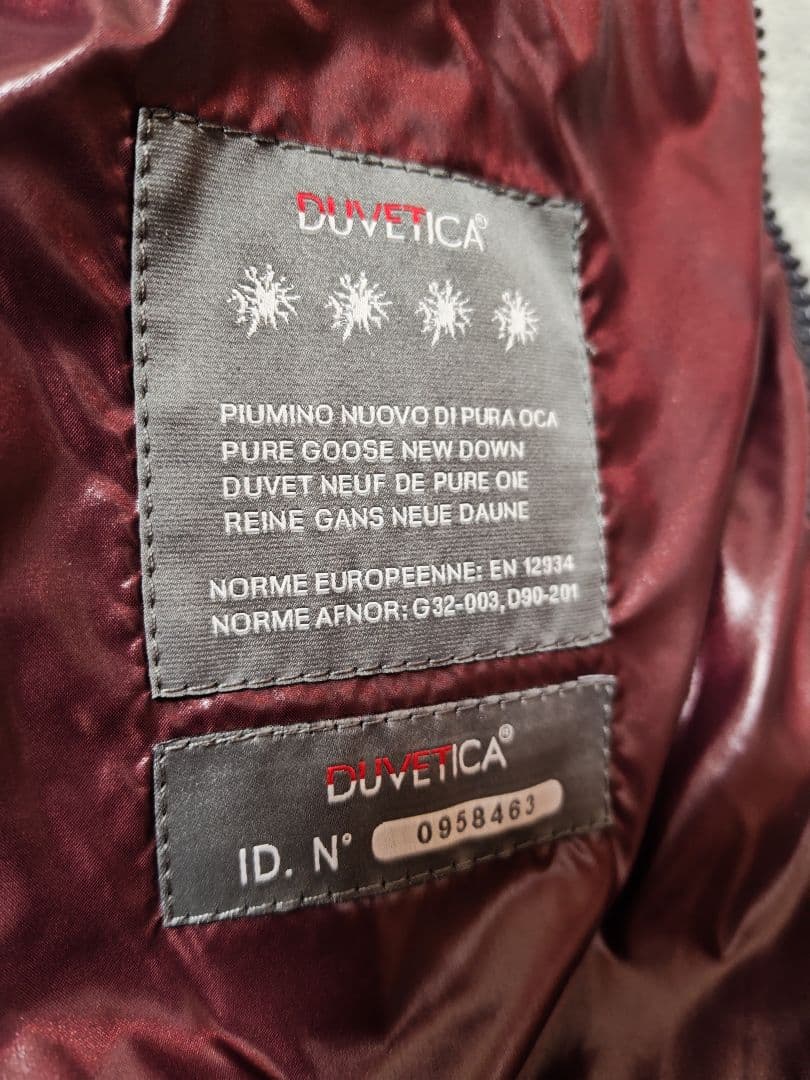 DUVETICA®
PIUMINO NUOVO DI PURA OCA
PURE GOOSE NEW DOWN
DUVET NEUF DE PURE OIE
REINE GANS NEUE DAUNE
NORME EUROPEENNE: EN 12934
NORME AFNOR: G32-003, D90-201
DUVETICA®
ID. N° 0958463